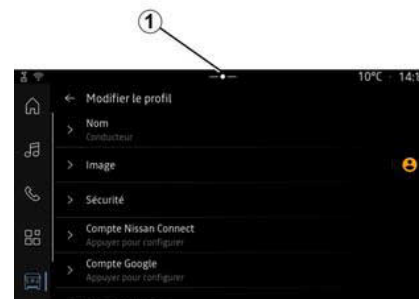 1
10°C 14:1
← Modifier le profil
> Nom
Conducteur
> Image
> Sécurité
> Compte Nissan Connect
Appuyer pour configurer
> Compte Google
Appuyer pour configurer